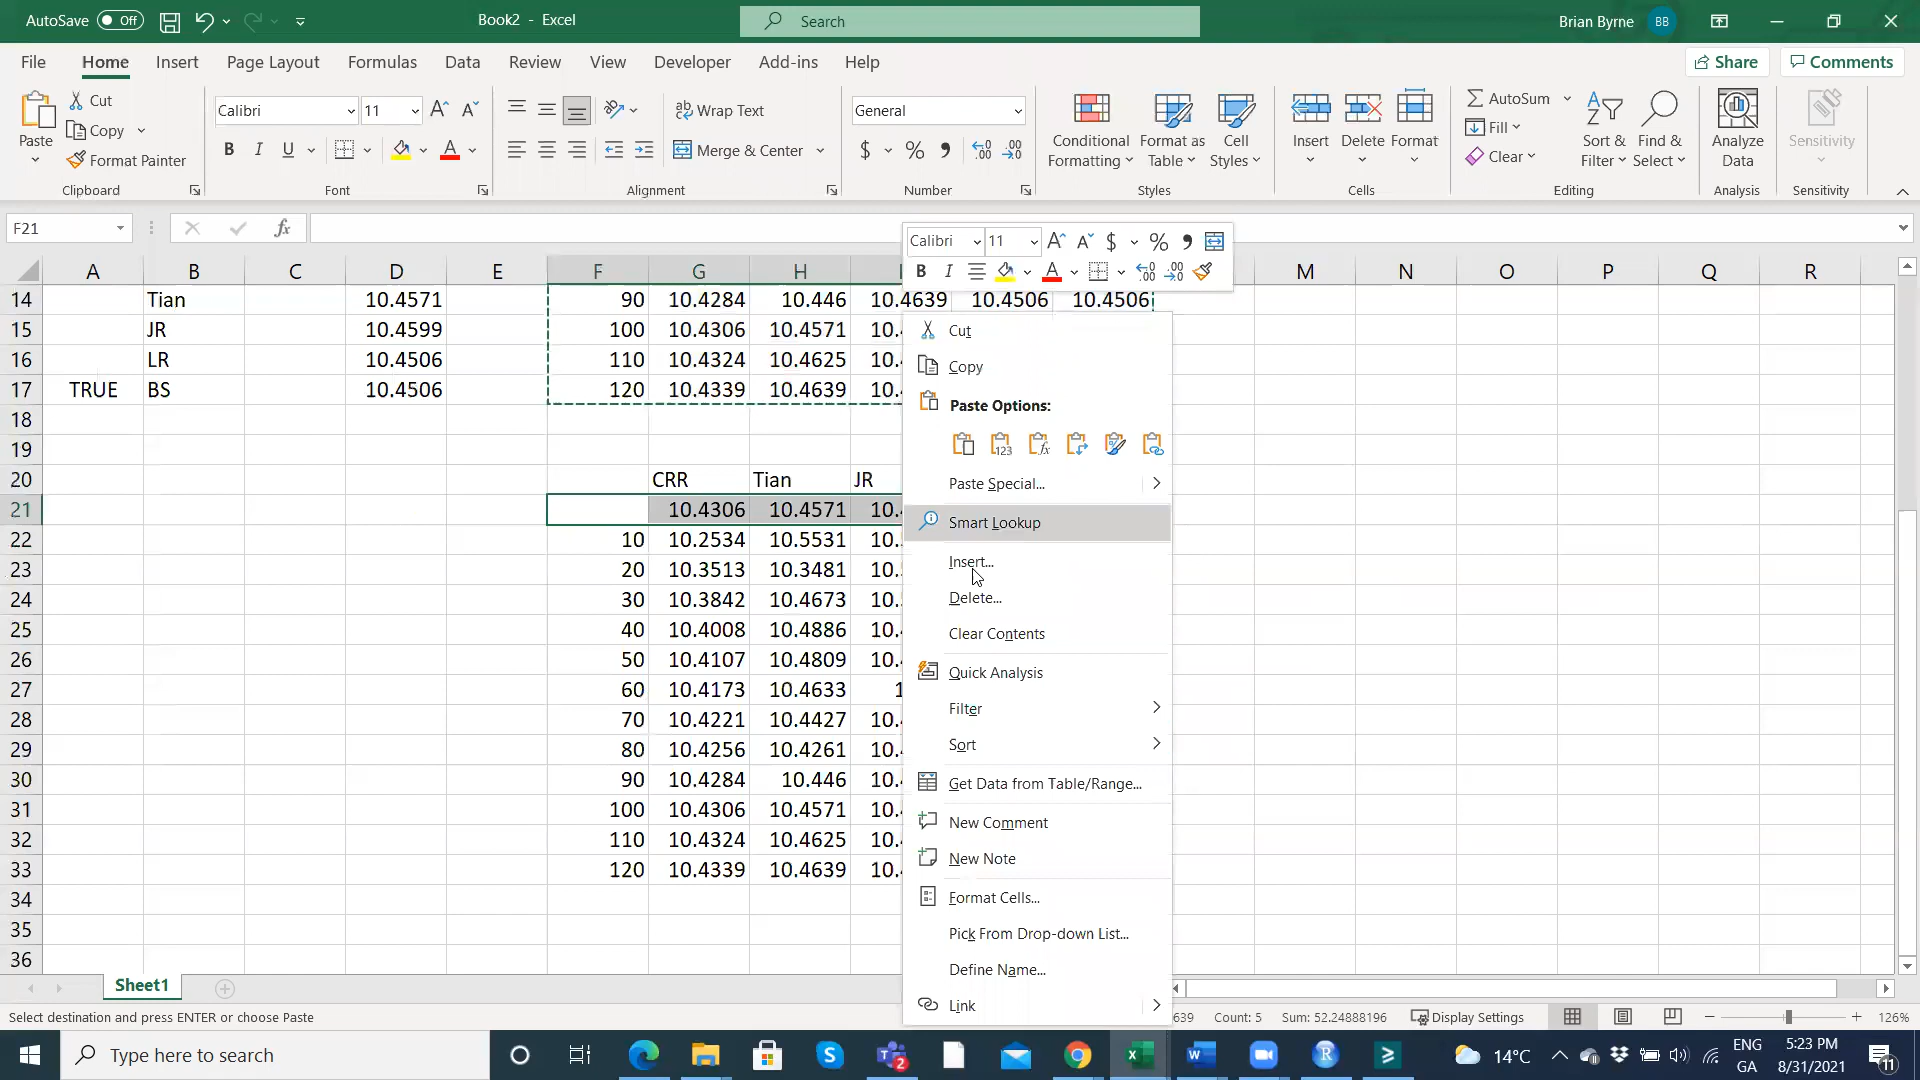 AutoSave Off Book2 - Excel Search Brian Byrne BB
File Home Insert Page Layout Formulas Data Review View Developer Add-ins Help Share Comments
Paste Cut Copy Format Painter Clipboard
Calibri 11 B I U A Font
Wrap Text Merge & Center Alignment
General $ % , Number
Conditional Formatting Format as Table Cell Styles Styles
Insert Delete Format Cells
AutoSum Fill Clear Sort & Filter Find & Select Editing
Analyze Data Analysis
Sensitivity Sensitivity
F21 fx
Calibri 11 A A $ % ,
B I A
A B C D E F G H M N O P Q R
14 Tian 10.4571 90 10.4284 10.446 10.4639 10.4506 10.4506
15 JR 10.4599 100 10.4306 10.4571 10.
16 LR 10.4506 110 10.4324 10.4625 10.
17 TRUE BS 10.4506 120 10.4339 10.4639 10.
18
19
20 CRR Tian JR
21 10.4306 10.4571 10.
22 10 10.2534 10.5531 10.
23 20 10.3513 10.3481 10.
24 30 10.3842 10.4673 10.
25 40 10.4008 10.4886 10.
26 50 10.4107 10.4809 10.
27 60 10.4173 10.4633 1
28 70 10.4221 10.4427 10.
29 80 10.4256 10.4261 10.
30 90 10.4284 10.446 10.
31 100 10.4306 10.4571 10.
32 110 10.4324 10.4625 10.
33 120 10.4339 10.4639 10.
34
35
36
Cut
Copy
Paste Options:
Paste Special...
Smart Lookup
Insert...
Delete...
Clear Contents
Quick Analysis
Filter
Sort
Get Data from Table/Range...
New Comment
New Note
Format Cells...
Pick From Drop-down List...
Define Name...
Link
Sheet1
Select destination and press ENTER or choose Paste 639 Count: 5 Sum: 52.24888196 Display Settings 126%
Type here to search 2 14°C ENG GA 5:23 PM 8/31/2021 11